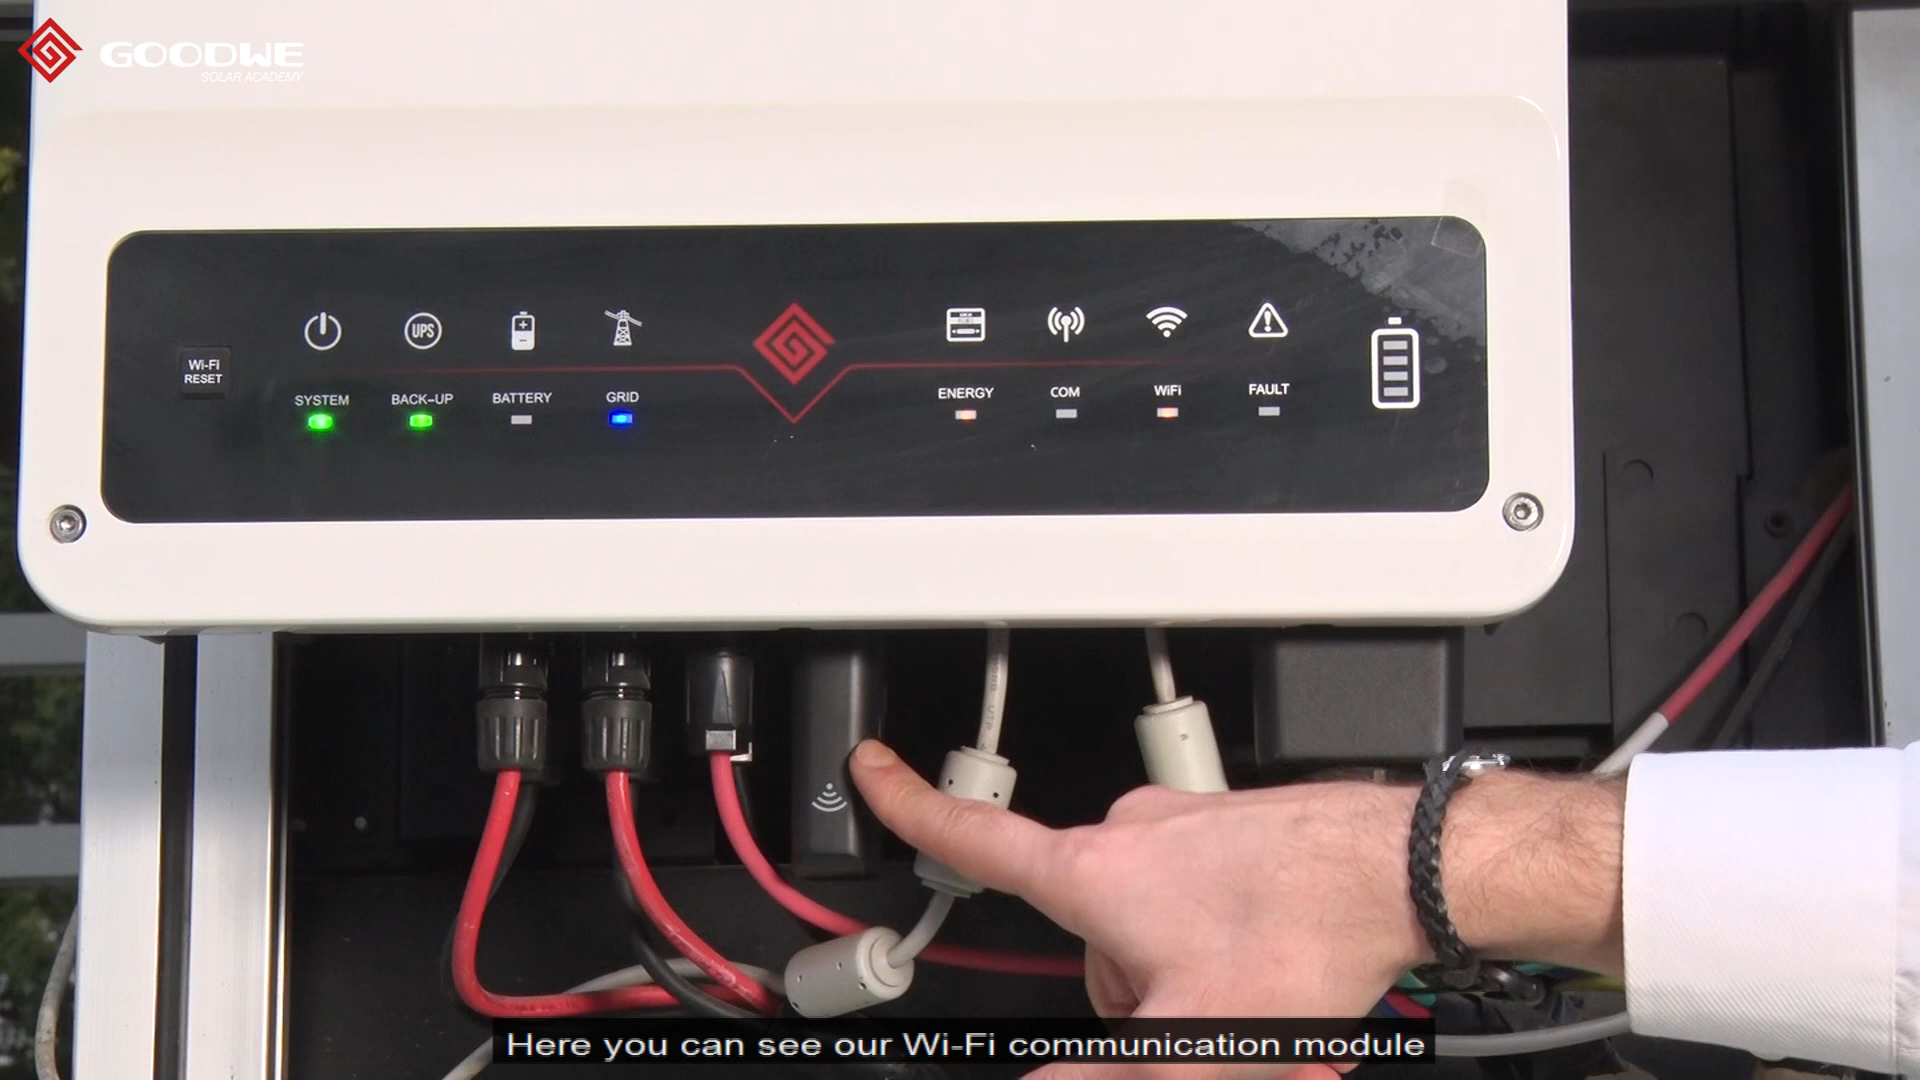 GOODWE
SOLAR ACADEMY
Wi-Fi
RESET
UPS
SYSTEM
BACK-UP
BATTERY
GRID
ENERGY
COM
WiFi
FAULT
Here you can see our Wi-Fi communication module